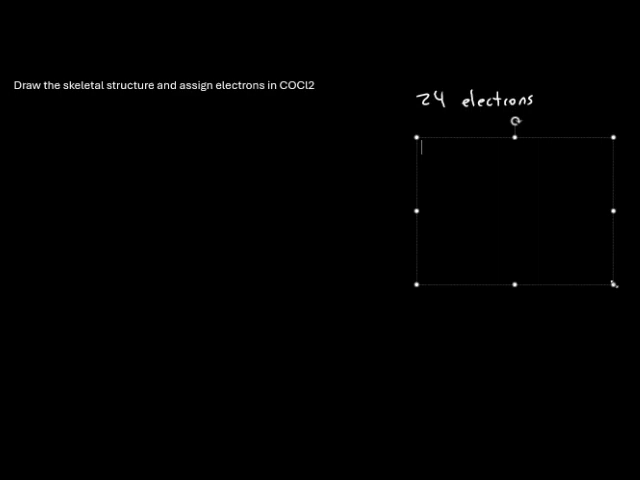 Draw the skeletal structure and assign electrons in COCl2
24 electrons